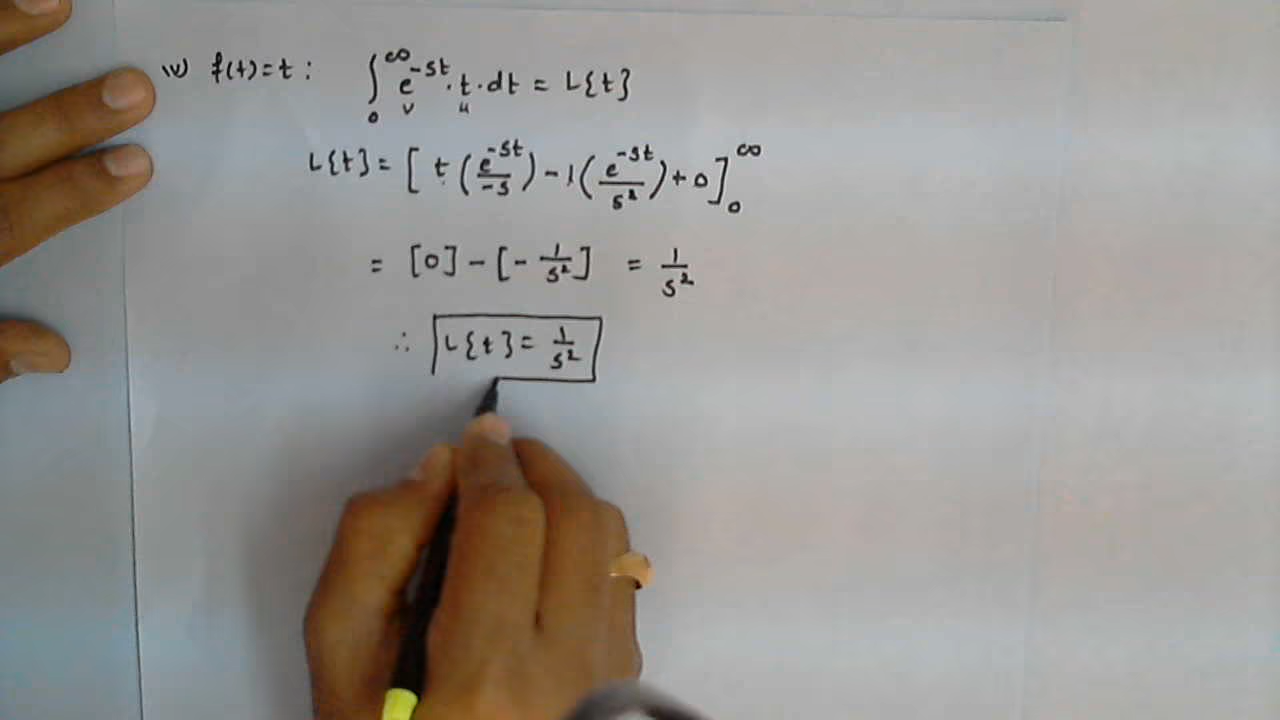 iv) f(t)=t : ∫₀^∞ e^{-st} · t · dt = L{t}
v u
L{t} = [ t (e^{-st}/-s) - 1 (e^{-st}/s²) + 0 ]₀^∞
= [0] - [- 1/s²] = 1/s²
∴ L{t} = 1/s²